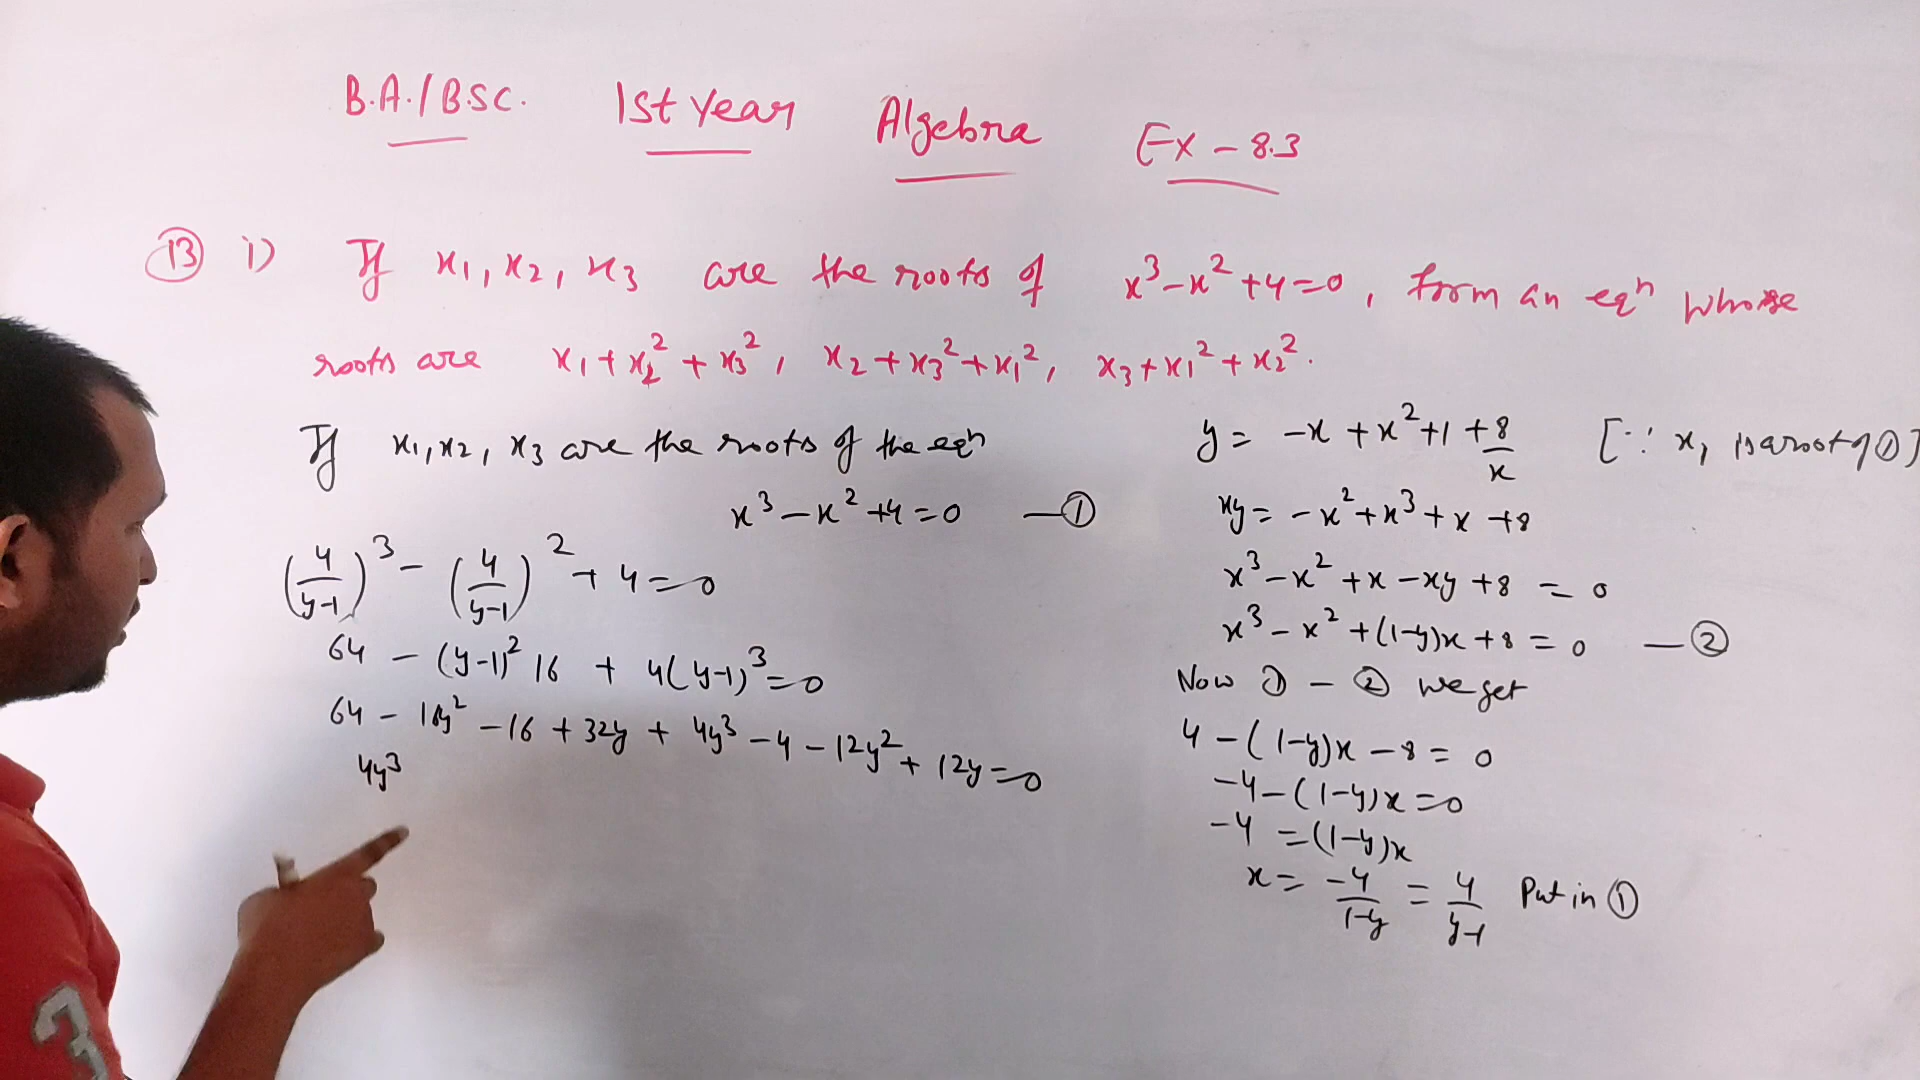 B.A./B.SC. 1st Year Algebra Ex - 8.3
(13) i) If x₁, x₂, x₃ are the roots of x³-x²+4=0, form an eqⁿ whose
roots are x₁+x₂²+x₃², x₂+x₃²+x₁², x₃+x₁²+x₂².
If x₁, x₂, x₃ are the roots of the eqⁿ
x³-x²+4=0 —①
(4/(y-1))³ - (4/(y-1))² + 4=0
64 - (y-1)² 16 + 4(y-1)³=0
64 - 16y² - 16 + 32y + 4y³ - 4 - 12y² + 12y=0
4y³
y = -x + x² + 1 + 8/x [∵ x₁ is a root of ①]
xy = -x² + x³ + x + 8
x³ - x² + x - xy + 8 = 0
x³ - x² + (1-y)x + 8 = 0 —②
Now ① - ② we get
4 - (1-y)x - 8 = 0
-4 - (1-y)x = 0
-4 = (1-y)x
x = -4/(1-y) = 4/(y-1) Put in ①
3